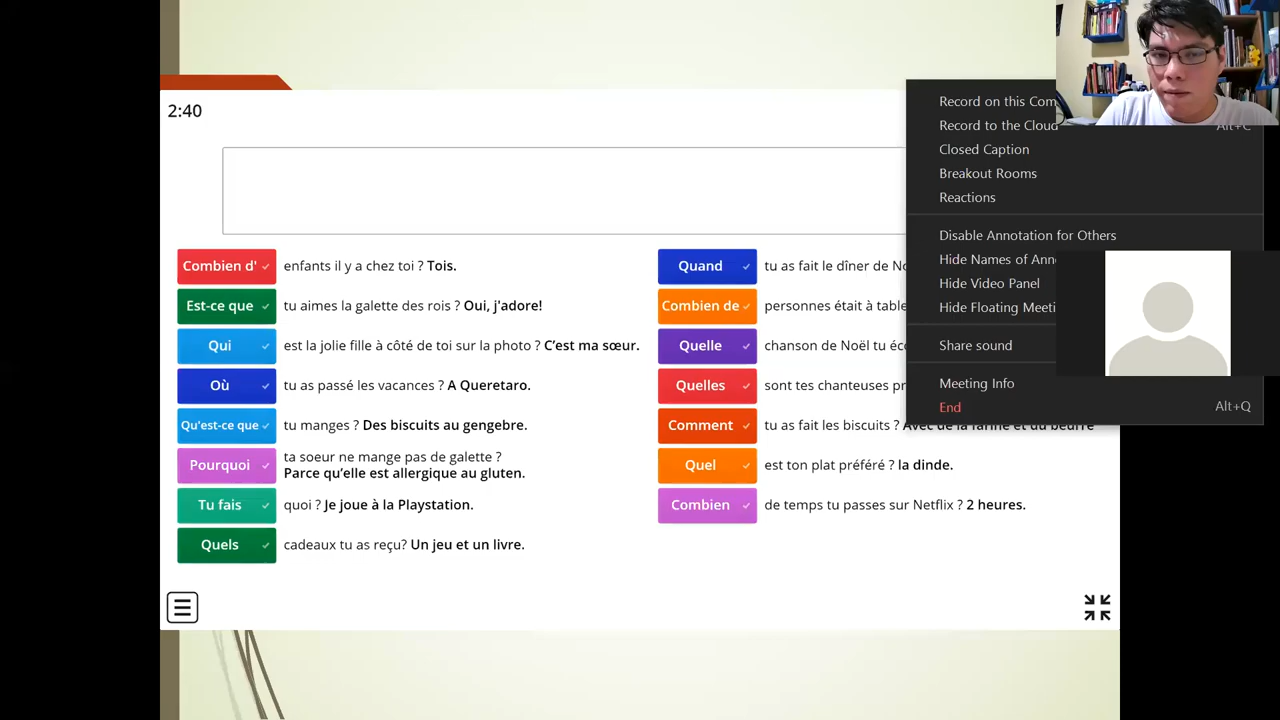 2:40
Combien d' enfants il y a chez toi ? Tois.
Est-ce que tu aimes la galette des rois ? Oui, j'adore!
Qui est la jolie fille à côté de toi sur la photo ? C'est ma sœur.
Où tu as passé les vacances ? A Queretaro.
Qu'est-ce que tu manges ? Des biscuits au gengebre.
Pourquoi ta soeur ne mange pas de galette ?
Parce qu'elle est allergique au gluten.
Tu fais quoi ? Je joue à la Playstation.
Quels cadeaux tu as reçu? Un jeu et un livre.
Quand tu as fait le dîner de
Combien de personnes était à table
Quelle chanson de Noël tu
Quelles sont tes chanteuses
Comment tu as fait les biscuits ? Avec de la farine et du beurre
Quel est ton plat préféré ? la dinde.
Combien de temps tu passes sur Netflix ? 2 heures.
Record on this
Record to the Cloud Alt+C
Closed Caption
Breakout Rooms
Reactions
Disable Annotation for Others
Hide Names of
Hide Video Panel
Hide Floating
Share sound
Meeting Info
End Alt+Q